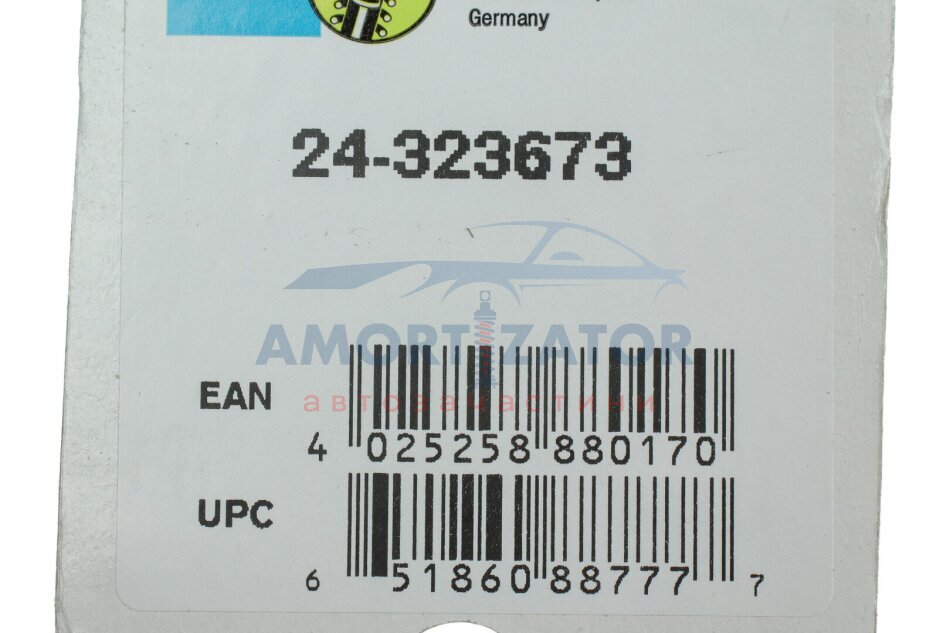 Germany
24-323673
AMORTIZATOR
автозапчастини
EAN
4 025258 880170
UPC
6 51860 88777 7